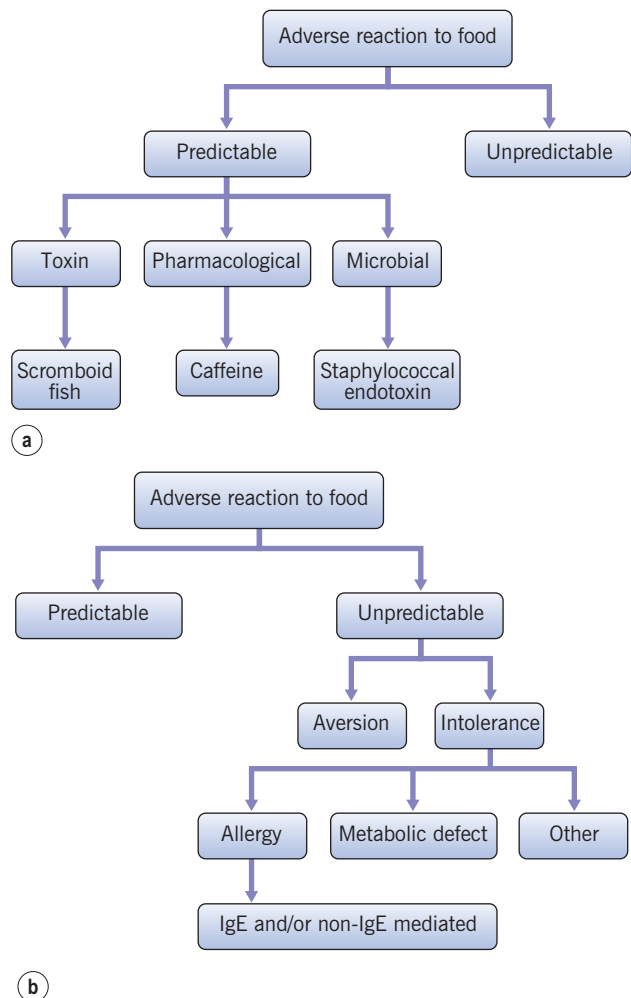 Adverse reaction to food
Predictable
Unpredictable
Toxin
Pharmacological
Microbial
Scromboid
fish
Caffeine
Staphylococcal
endotoxin
a
Adverse reaction to food
Predictable
Unpredictable
Aversion
Intolerance
Allergy
Metabolic defect
Other
IgE and/or non-IgE mediated
b